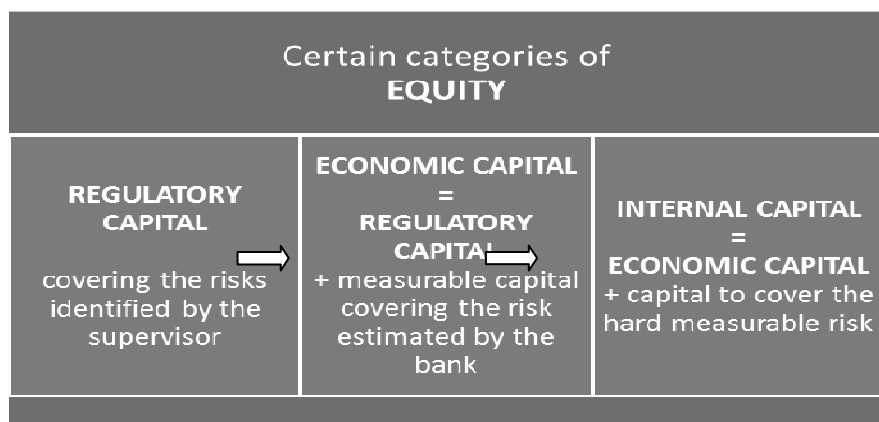 Certain categories of
EQUITY
REGULATORY
CAPITAL
covering the risks
identified by the
supervisor
ECONOMIC CAPITAL
=
REGULATORY
CAPITAL
+ measurable capital
covering the risk
estimated by the
bank
INTERNAL CAPITAL
=
ECONOMIC CAPITAL
+ capital to cover the
hard measurable risk